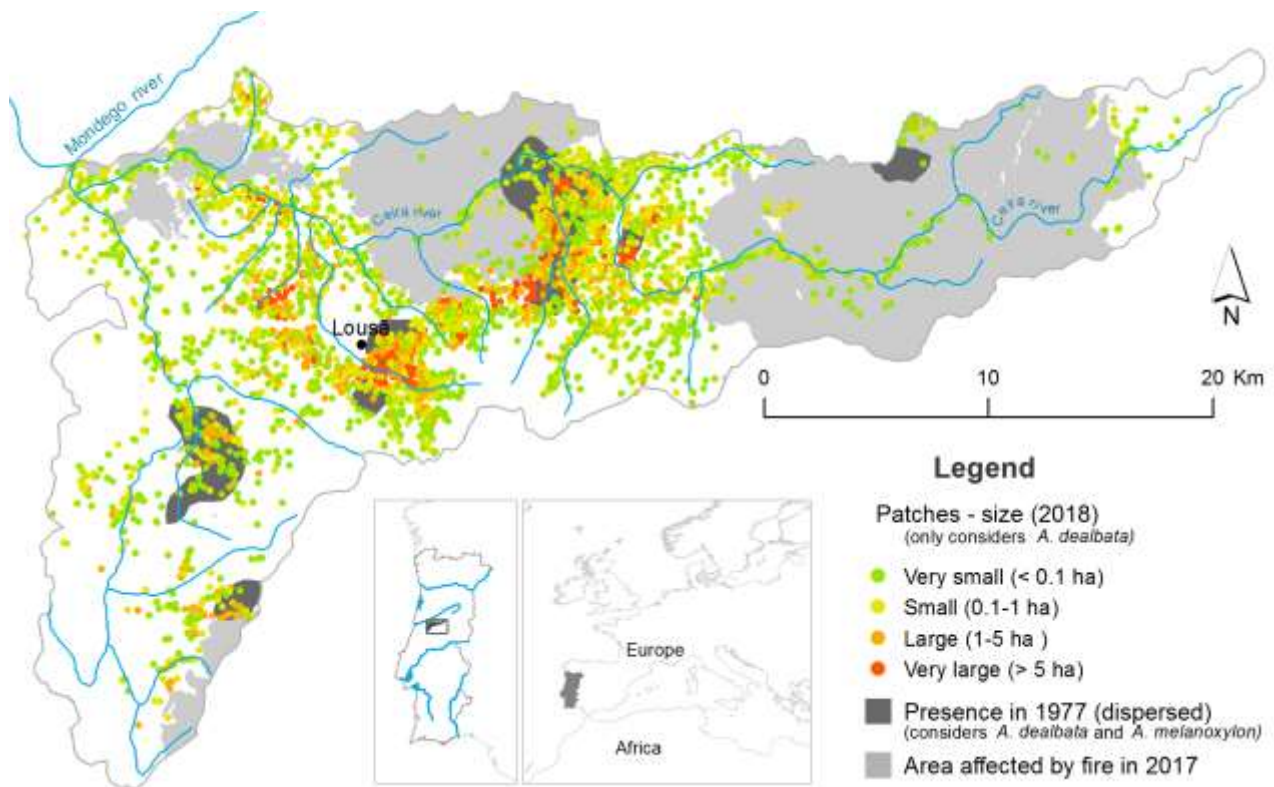 Mondego river
Ceira river
Ceira river
Lousã
N
0 10 20 Km
Legend
Patches - size (2018)
(only considers A. dealbata)
Very small (< 0.1 ha)
Small (0.1-1 ha)
Large (1-5 ha )
Very large (> 5 ha)
Presence in 1977 (dispersed)
(considers A. dealbata and A. melanoxylon)
Area affected by fire in 2017
Europe
Africa